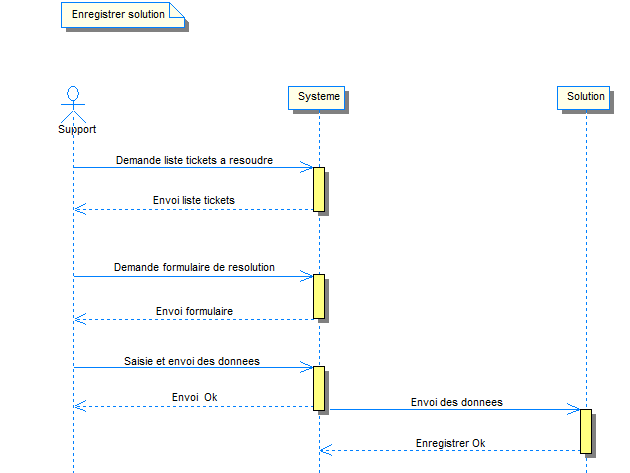 Enregistrer solution
Systeme
Solution
Support
Demande liste tickets a resoudre
Envoi liste tickets
Demande formulaire de resolution
Envoi formulaire
Saisie et envoi des donnees
Envoi Ok
Envoi des donnees
Enregistrer Ok